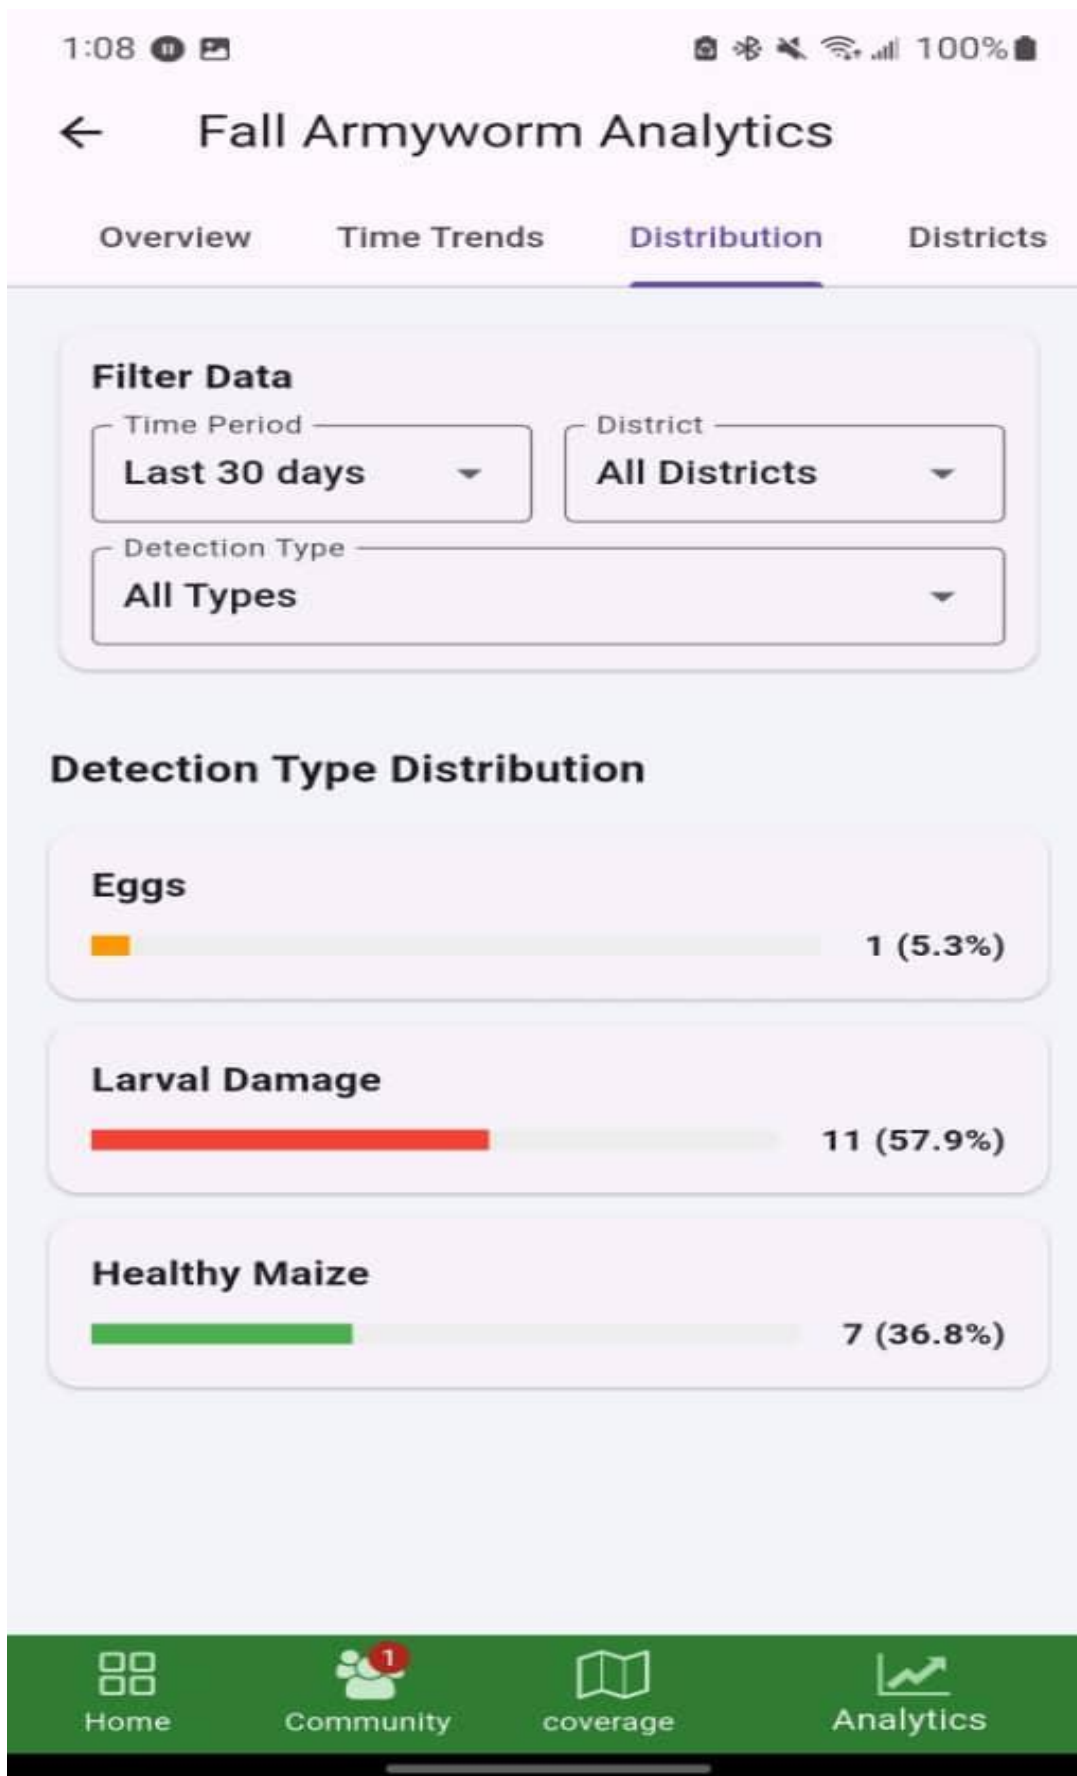 1:08 100%
Fall Armyworm Analytics
Overview Time Trends Distribution Districts
Filter Data
Time Period District
Last 30 days All Districts
Detection Type
All Types
Detection Type Distribution
Eggs
1 (5.3%)
Larval Damage
11 (57.9%)
Healthy Maize
7 (36.8%)
1
Home Community coverage Analytics